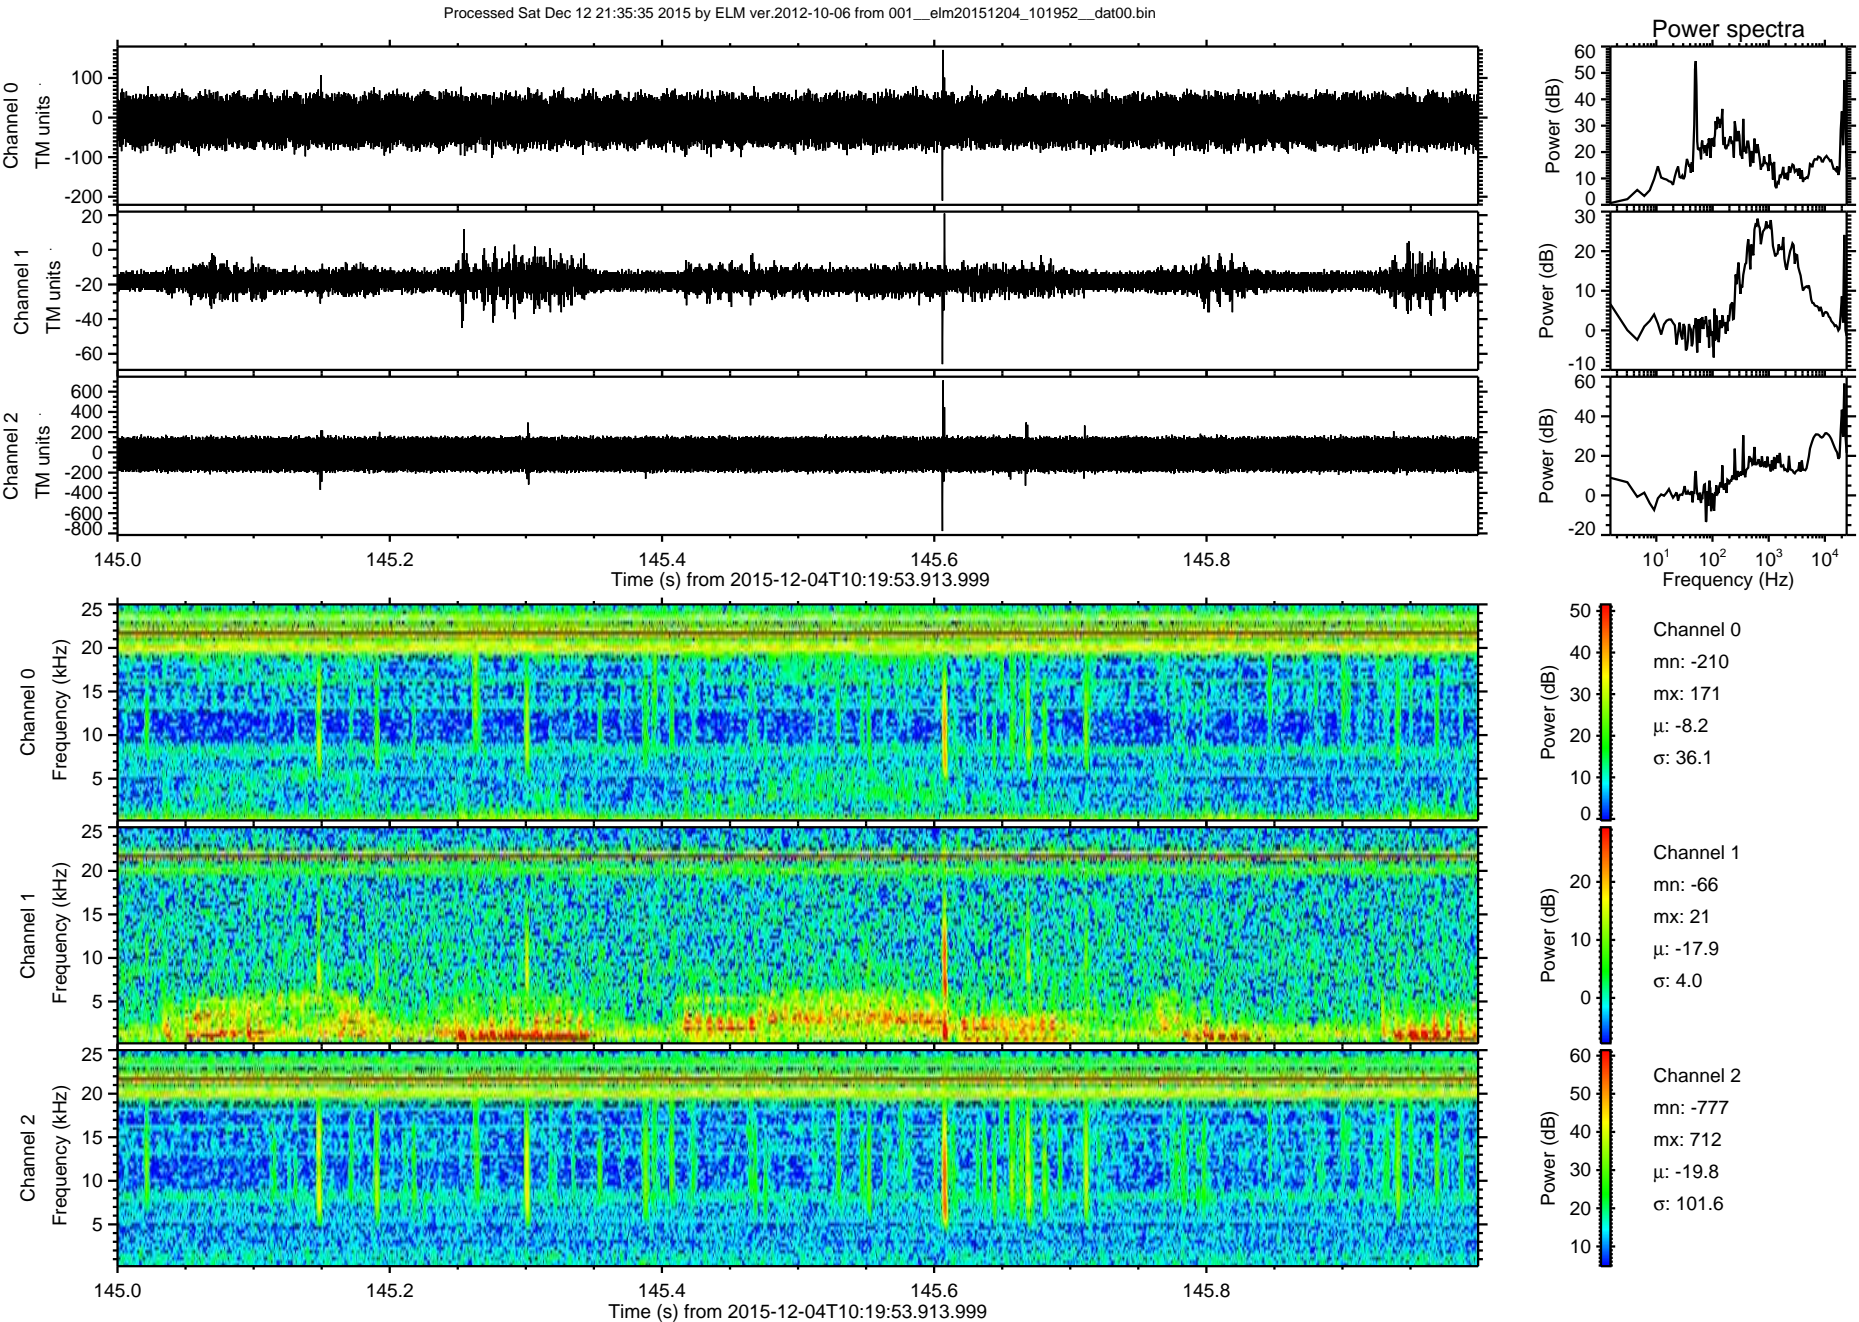 Processed Sat Dec 12 21:35:35 2015 by ELM ver.2012-10-06 from 001__elm20151204_101952__dat00.bin
Power spectra
Channel 0
TM units
100
0
-100
-200
Power (dB)
60
50
40
30
20
10
0
Channel 1
TM units
20
0
-20
-40
-60
Power (dB)
30
20
10
0
-10
Channel 2
TM units
600
400
200
0
-200
-400
-600
-800
Power (dB)
60
40
20
0
-20
145.0 145.2 145.4 145.6 145.8
Time (s) from 2015-12-04T10:19:53.913.999
10^1 10^2 10^3 10^4
Frequency (Hz)
Channel 0
Frequency (kHz)
25
20
15
10
5
Power (dB)
50
40
30
20
10
0
Channel 0
mn: -210
mx: 171
µ: -8.2
σ: 36.1
Channel 1
Frequency (kHz)
25
20
15
10
5
Power (dB)
20
10
0
Channel 1
mn: -66
mx: 21
µ: -17.9
σ: 4.0
Channel 2
Frequency (kHz)
25
20
15
10
5
Power (dB)
60
50
40
30
20
10
Channel 2
mn: -777
mx: 712
µ: -19.8
σ: 101.6
145.0 145.2 145.4 145.6 145.8
Time (s) from 2015-12-04T10:19:53.913.999